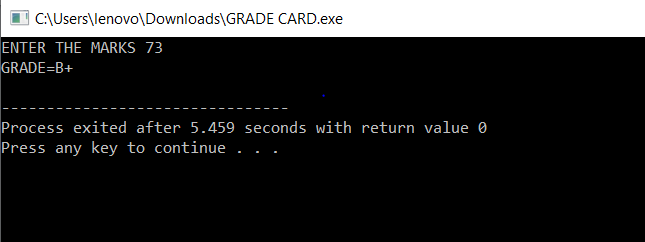 C:\Users\lenovo\Downloads\GRADE CARD.exe
ENTER THE MARKS 73
GRADE=B+
--------------------------------
Process exited after 5.459 seconds with return value 0
Press any key to continue . . .